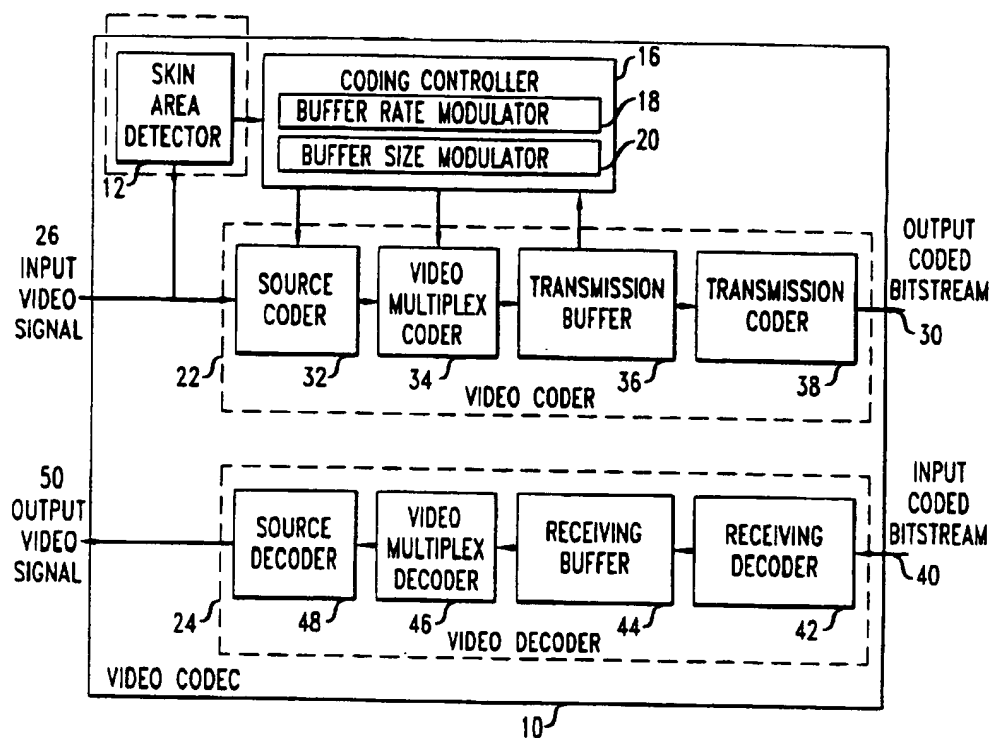 SKIN
AREA
DETECTOR
12
CODING CONTROLLER
16
BUFFER RATE MODULATOR
18
BUFFER SIZE MODULATOR
20
26
INPUT
VIDEO
SIGNAL
SOURCE
CODER
32
VIDEO
MULTIPLEX
CODER
34
TRANSMISSION
BUFFER
36
TRANSMISSION
CODER
38
OUTPUT
CODED
BITSTREAM
30
22
VIDEO CODER
50
OUTPUT
VIDEO
SIGNAL
SOURCE
DECODER
48
VIDEO
MULTIPLEX
DECODER
46
RECEIVING
BUFFER
44
RECEIVING
DECODER
42
INPUT
CODED
BITSTREAM
40
24
VIDEO DECODER
VIDEO CODEC
10